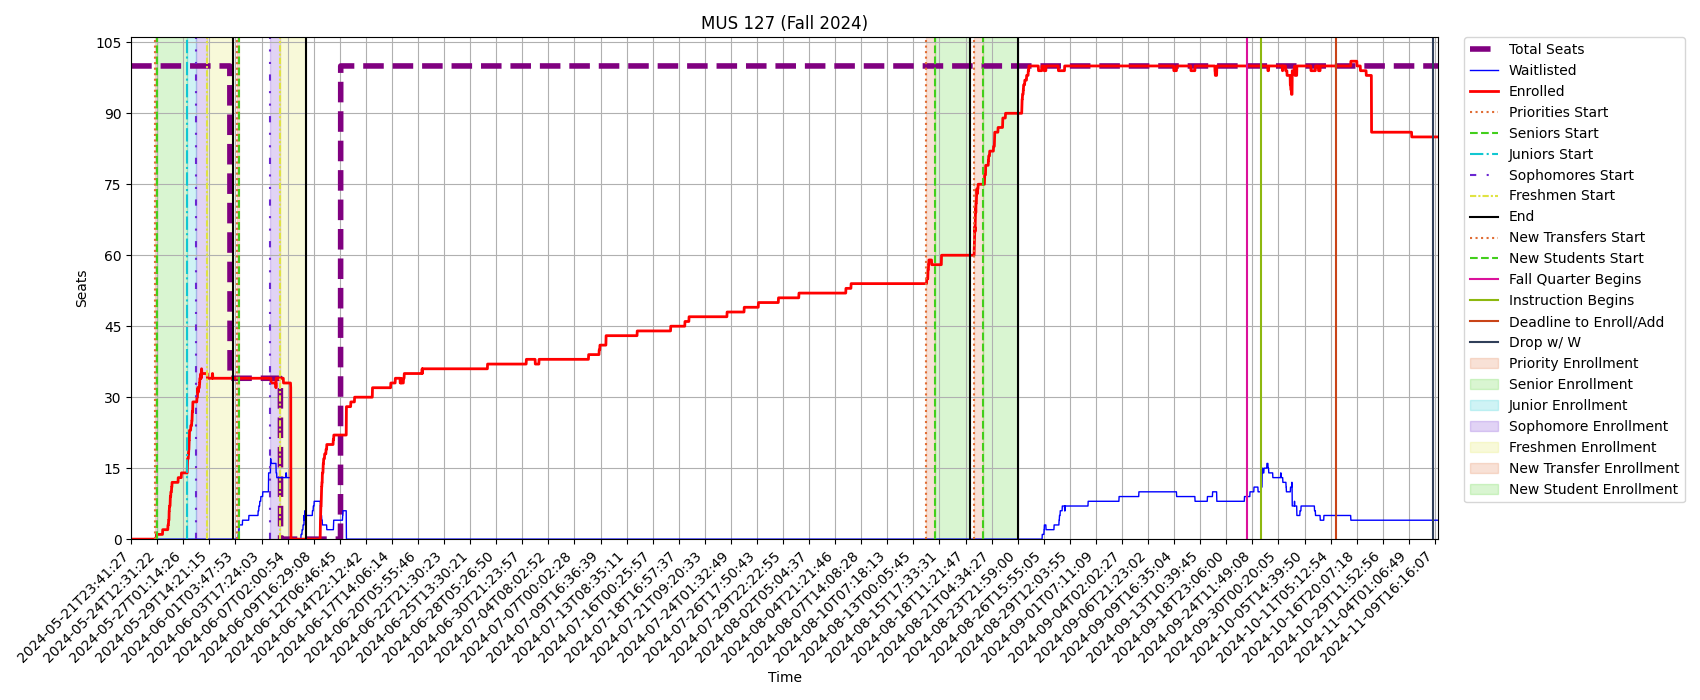 MUS 127 (Fall 2024)
105
90
75
60
45
30
15
0
Seats
2024-05-21T23:41:27
2024-05-24T12:31:22
2024-05-27T01:14:26
2024-05-29T14:21:15
2024-06-01T03:47:53
2024-06-03T17:24:03
2024-06-07T02:00:54
2024-06-09T16:29:08
2024-06-12T06:46:45
2024-06-14T22:12:42
2024-06-17T14:06:14
2024-06-20T05:55:46
2024-06-22T21:30:23
2024-06-25T13:30:21
2024-06-28T05:26:50
2024-06-30T21:23:57
2024-07-04T08:02:52
2024-07-07T00:02:28
2024-07-09T16:36:39
2024-07-13T08:35:11
2024-07-16T00:25:57
2024-07-18T16:57:37
2024-07-21T09:20:33
2024-07-24T01:32:49
2024-07-26T17:50:43
2024-07-29T22:22:55
2024-08-02T05:04:37
2024-08-04T21:21:46
2024-08-07T14:08:28
2024-08-10T07:18:13
2024-08-13T00:05:45
2024-08-15T17:33:31
2024-08-18T11:21:47
2024-08-21T04:34:27
2024-08-23T21:59:00
2024-08-26T15:55:05
2024-08-29T12:03:55
2024-09-01T07:11:09
2024-09-04T02:02:27
2024-09-06T21:23:02
2024-09-09T16:35:04
2024-09-13T10:39:45
2024-09-18T23:06:00
2024-09-24T11:49:08
2024-09-30T00:20:05
2024-10-05T14:39:50
2024-10-11T05:12:54
2024-10-16T20:07:18
2024-10-29T11:52:56
2024-11-04T01:06:49
2024-11-09T16:16:07
Time
Total Seats
Waitlisted
Enrolled
Priorities Start
Seniors Start
Juniors Start
Sophomores Start
Freshmen Start
End
New Transfers Start
New Students Start
Fall Quarter Begins
Instruction Begins
Deadline to Enroll/Add
Drop w/ W
Priority Enrollment
Senior Enrollment
Junior Enrollment
Sophomore Enrollment
Freshmen Enrollment
New Transfer Enrollment
New Student Enrollment